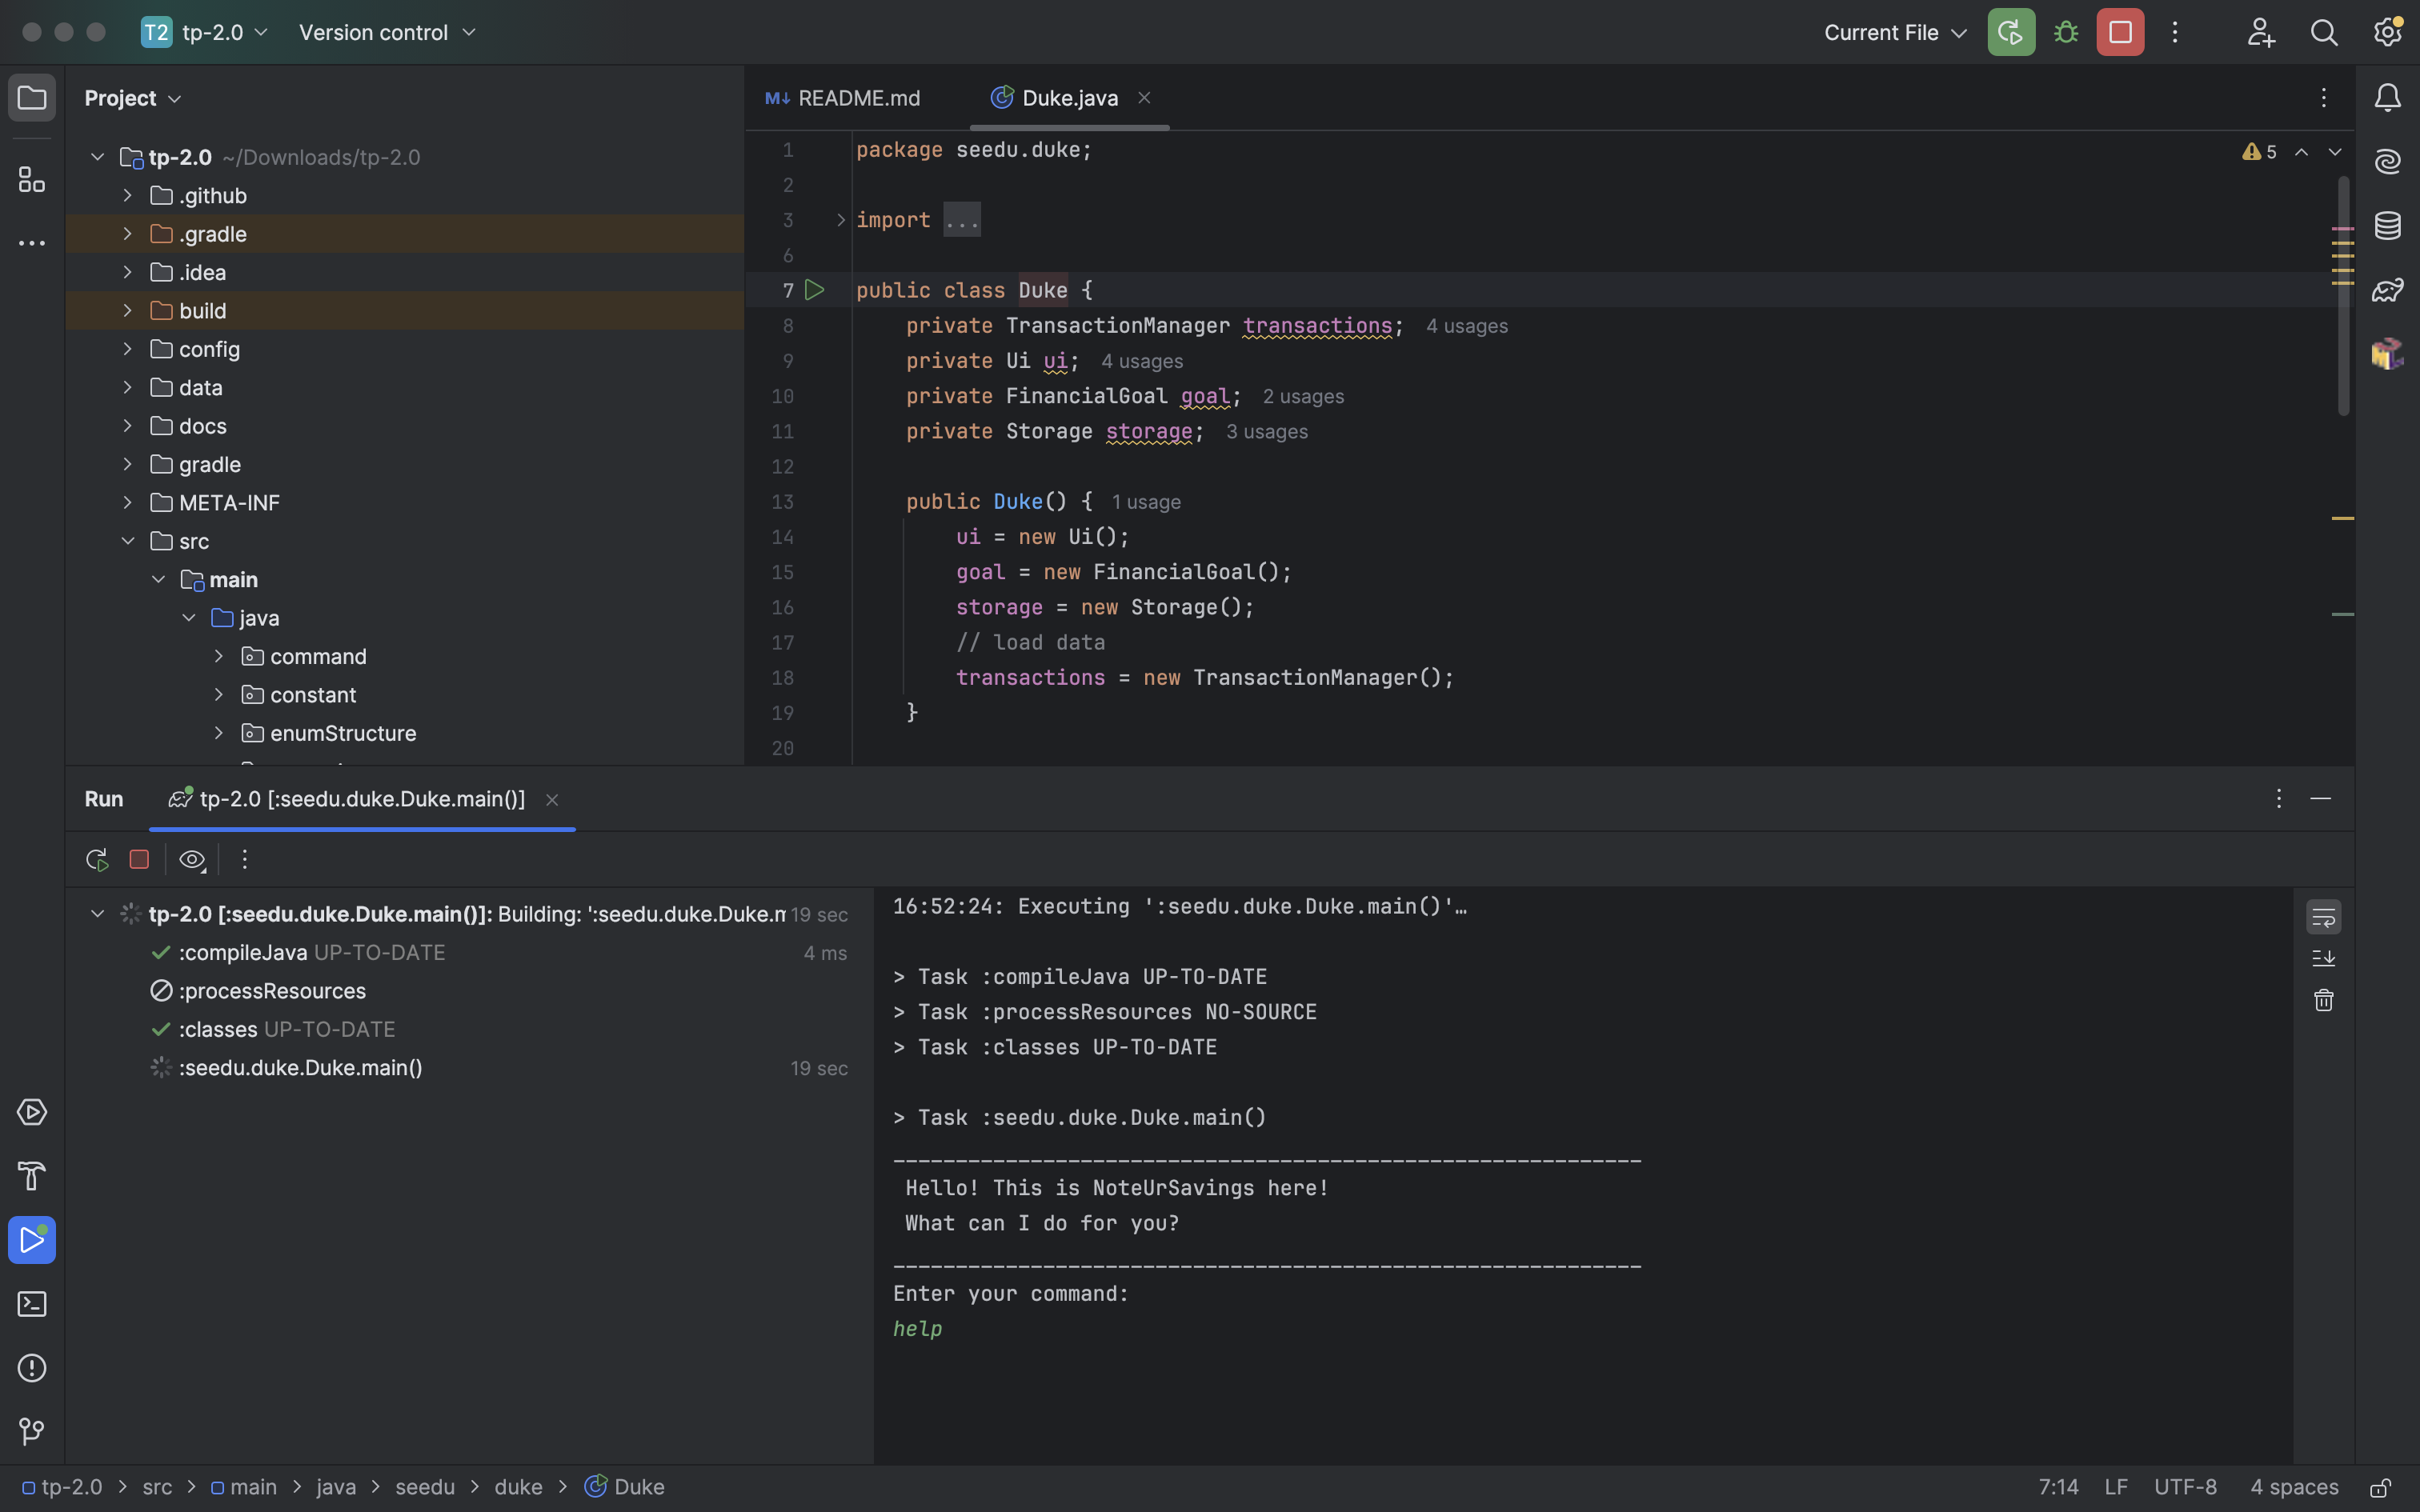 T2 tp-2.0 Version control Current File
Project
tp-2.0 ~/Downloads/tp-2.0
.github
.gradle
.idea
build
config
data
docs
gradle
META-INF
src
main
java
command
constant
enumStructure
M↓ README.md Duke.java
5
1 package seedu.duke;
2
3 import ...
6
7 public class Duke {
8 private TransactionManager transactions; 4 usages
9 private Ui ui; 4 usages
10 private FinancialGoal goal; 2 usages
11 private Storage storage; 3 usages
12
13 public Duke() { 1 usage
14 ui = new Ui();
15 goal = new FinancialGoal();
16 storage = new Storage();
17 // load data
18 transactions = new TransactionManager();
19 }
20
Run tp-2.0 [:seedu.duke.Duke.main()]
tp-2.0 [:seedu.duke.Duke.main()]: Building: ':seedu.duke.Duke.m 19 sec
:compileJava UP-TO-DATE 4 ms
:processResources
:classes UP-TO-DATE
:seedu.duke.Duke.main() 19 sec
16:52:24: Executing ':seedu.duke.Duke.main()'…
> Task :compileJava UP-TO-DATE
> Task :processResources NO-SOURCE
> Task :classes UP-TO-DATE
> Task :seedu.duke.Duke.main()
____________________________________________________________
Hello! This is NoteUrSavings here!
What can I do for you?
____________________________________________________________
Enter your command:
help
tp-2.0 > src > main > java > seedu > duke > Duke 7:14 LF UTF-8 4 spaces